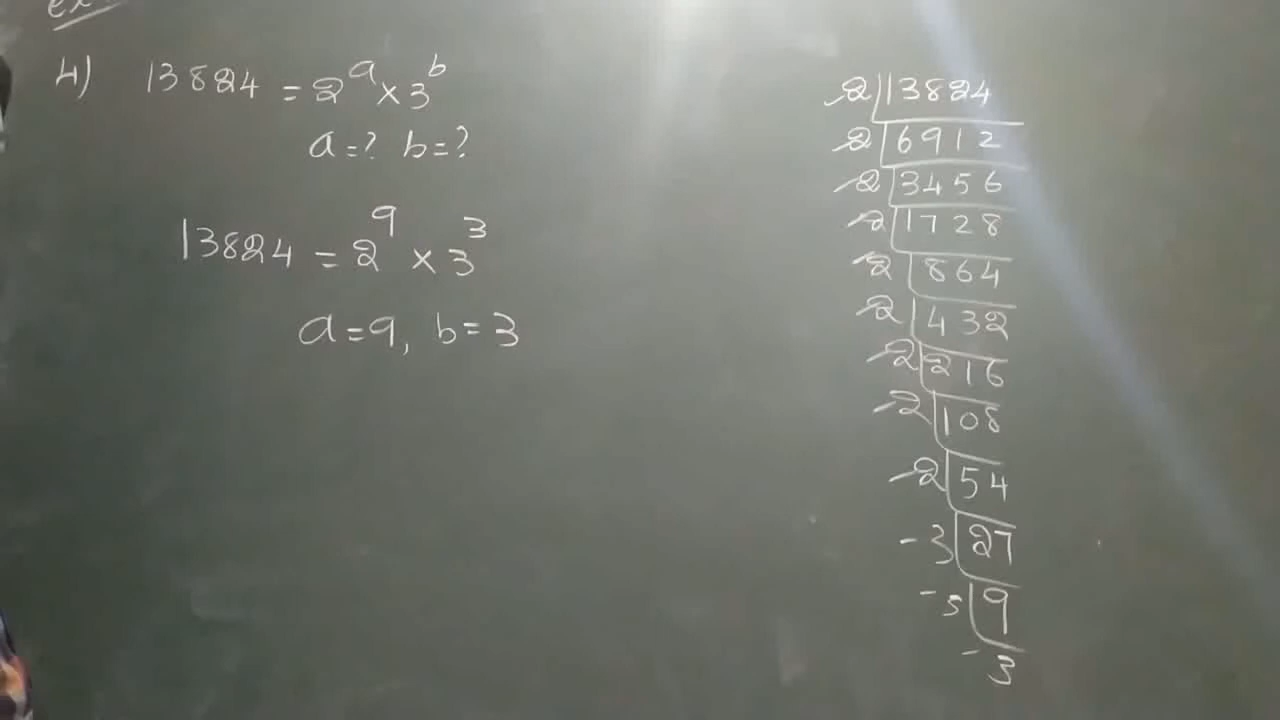 ex
4) 13824 = 2^a × 3^b
a=? b=?
13824 = 2^9 × 3^3
a=9, b=3
2 | 13824
2 | 6912
2 | 3456
2 | 1728
2 | 864
2 | 432
2 | 216
2 | 108
2 | 54
- 3 | 27
- 3 | 9
- 3